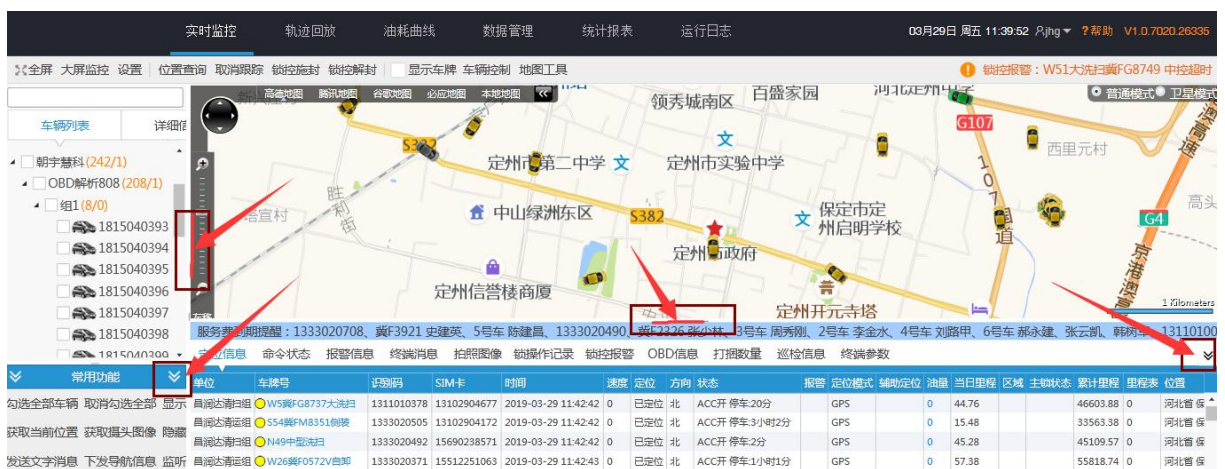 实时监控 轨迹回放 油耗曲线 数据管理 统计报表 运行日志 03月29日 周五 11:39:52 jhg ?帮助 V1.0.7020.26335
全屏 大屏监控 设置 位置查询 取消跟踪 锁控施封 锁控解封 显示车牌 车辆控制 地图工具 锁控报警：W51大洗扫冀FG8749 中控超时
高德地图 腾讯地图 谷歌地图 必应地图 本地地图 普通模式 卫星模式
车辆列表
朝宇慧科(242/1)
OBD解析808(208/1)
组1(8/0)
1815040393
1815040394
1815040395
1815040396
1815040397
1815040398
1815040399
领秀城南区 百盛家园
G107
S382
定州市第二中学 文 定州市实验中学
文
西里元村
107国道
胜利街
中山绿洲东区
S382
文 保定市定州启明学校
G4
高头
定州市政府
京港澳高速
定州信誉楼商厦
定州开元寺塔
1 Kilometers
服务费到期提醒：1333020708、冀F3921 史建英、5号车 陈建昌、1333020490、冀F2326 张少林、3号车 周秀刚、2号车 李金水、4号车 刘路甲、6号车 郝永建、张云凯、韩树军、13110100
定位信息 命令状态 报警信息 终端消息 拍照图像 锁操作记录 锁控报警 OBD信息 打捆数量 巡检信息 终端参数
常用功能
勾选全部车辆 取消勾选全部 显示
获取当前位置 获取摄头图像 隐藏
发送文字消息 下发导航信息 监听
单位 车牌号 识别码 SIM卡 时间 速度 定位 方向 状态 报警 定位模式 辅助定位 油量 当日里程 区域 主锁状态 累计里程 里程表 位置
昌润达清扫组 W5冀FG8737大洗扫 1311010378 13102904677 2019-03-29 11:42:42 0 已定位 北 ACC开 停车:20分 GPS 0 44.76 46603.88 0 河北省 保
昌润达清运组 S54冀FM8351侧装 1333020505 13102904172 2019-03-29 11:42:42 0 已定位 北 ACC开 停车:3小时2分 GPS 0 15.48 33563.38 0 河北省 保
昌润达清扫组 N49中型洗扫 1333020492 15690238571 2019-03-29 11:42:42 0 已定位 北 ACC开 停车:2分 GPS 0 45.28 45109.57 0 河北省 保
昌润达清运组 W26冀F0572V自卸 1333020371 15512251063 2019-03-29 11:42:43 0 已定位 北 ACC开 停车:1小时1分 GPS 0 57.38 55818.74 0 河北省 保